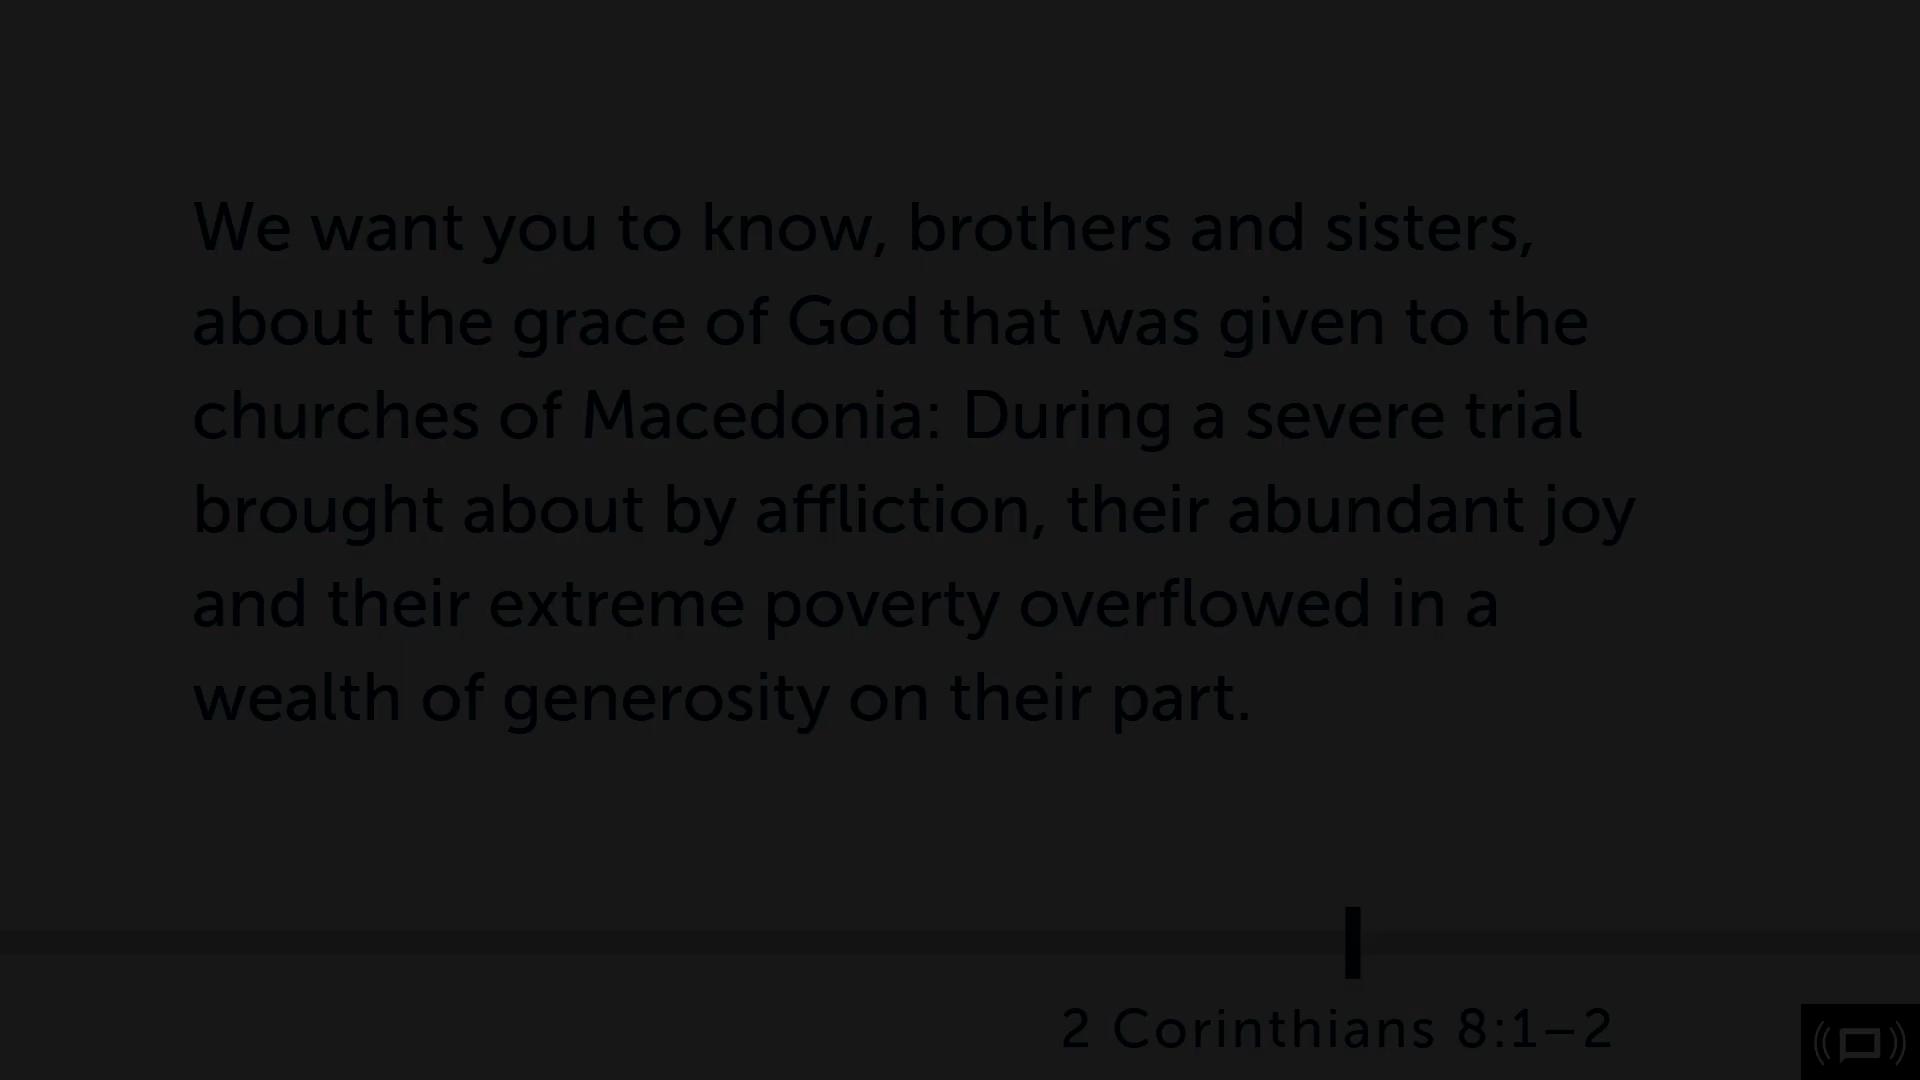 We want you to know, brothers and sisters,
about the grace of God that was given to the
churches of Macedonia: During a severe trial
brought about by affliction, their abundant joy
and their extreme poverty overflowed in a
wealth of generosity on their part.
2 Corinthians 8:1–2